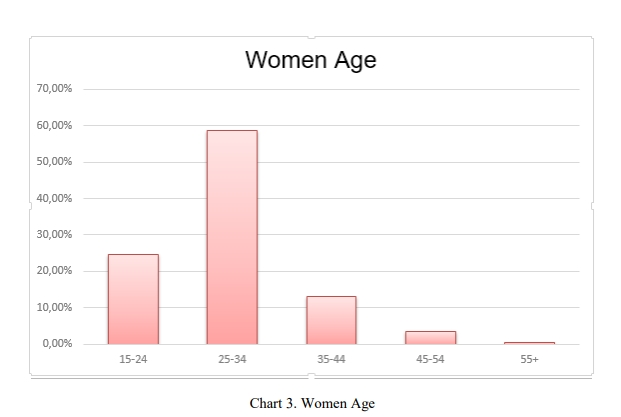 Women Age
70,00%
60,00%
50,00%
40,00%
30,00%
20,00%
10,00%
0,00%
15-24 25-34 35-44 45-54 55+
Chart 3. Women Age